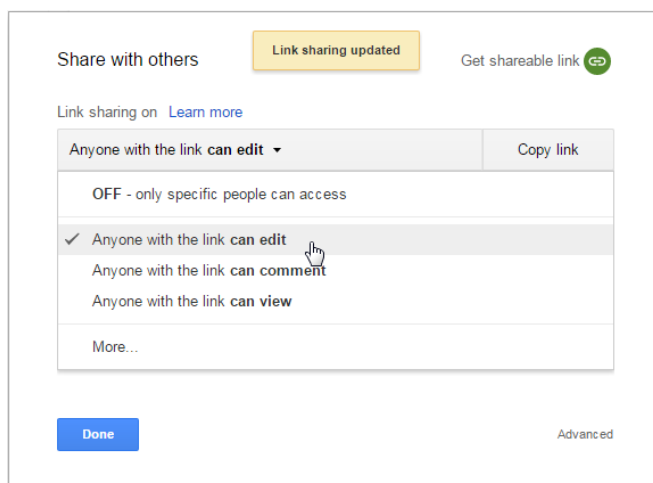 Link sharing updated
Share with others
Get shareable link
Link sharing on Learn more
Anyone with the link can edit
Copy link
OFF - only specific people can access
Anyone with the link can edit
Anyone with the link can comment
Anyone with the link can view
More...
Done
Advanced